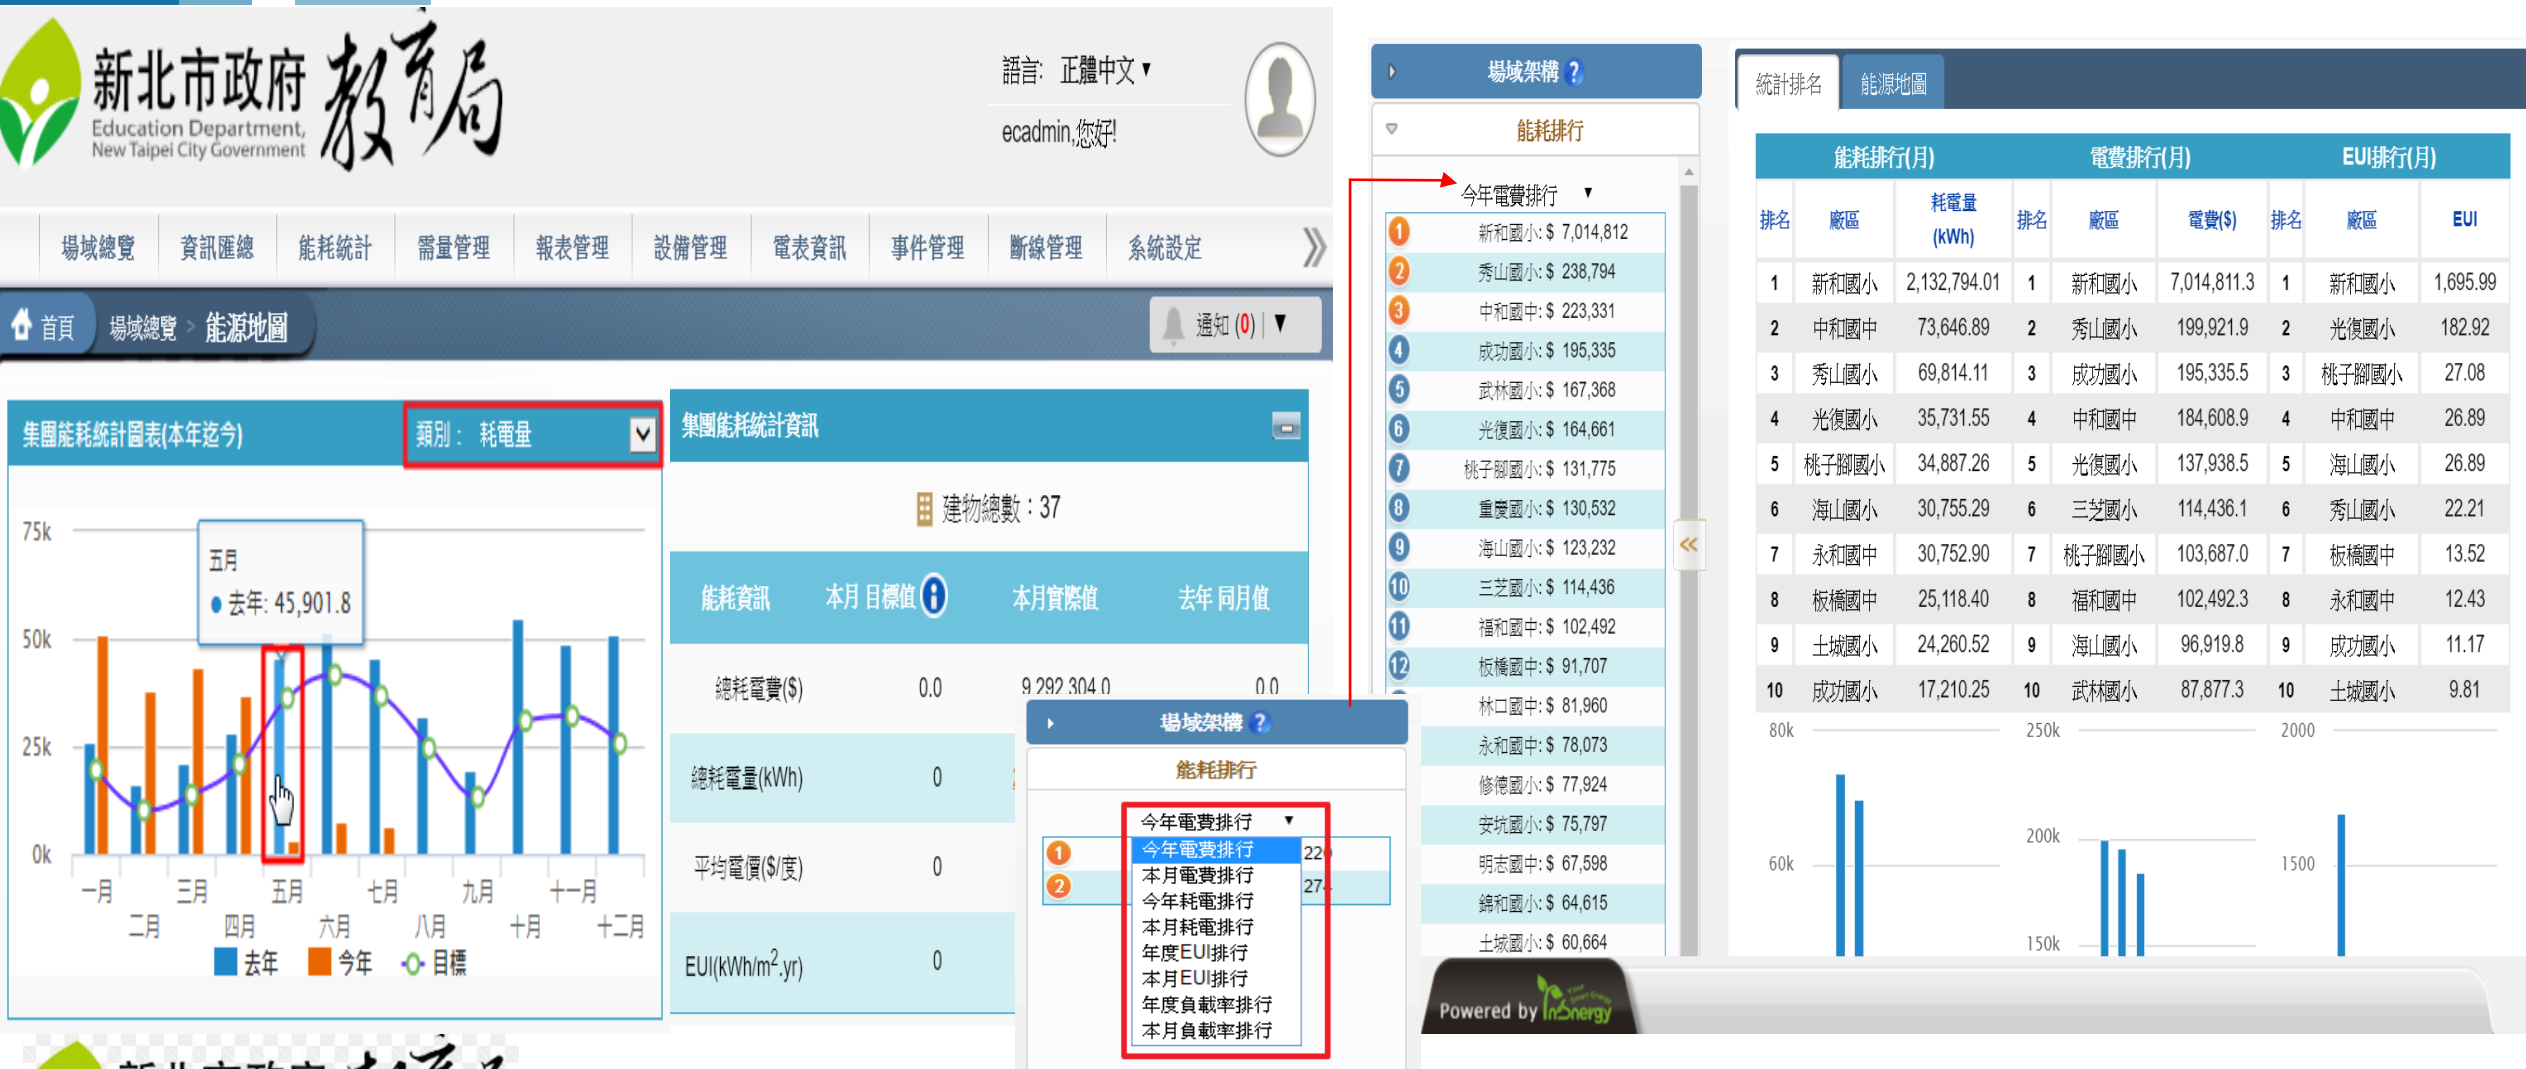 新北市政府 教育局
Education Department,
New Taipei City Government
語言: 正體中文 ▼
ecadmin,您好!
場域總覽 資訊匯總 能耗統計 需量管理 報表管理 設備管理 電表資訊 事件管理 斷線管理 系統設定
首頁 場域總覽 > 能源地圖
通知 (0) | ▼
集團能耗統計圖表(本年迄今) 類別: 耗電量
75k
50k
25k
0k
五月
去年: 45,901.8
一月 三月 五月 七月 九月 十一月
二月 四月 六月 八月 十月 十二月
去年 今年 目標
集團能耗統計資訊
建物總數:37
能耗資訊 本月 目標值 本月實際值 去年 同月值
總耗電費($) 0.0 9,292,304.0 0.0
總耗電量(kWh) 0
平均電價($/度) 0
EUI(kWh/m².yr) 0
場域架構 ?
能耗排行
今年電費排行 ▼
1 220
2 274
今年電費排行
本月電費排行
今年耗電排行
本月耗電排行
年度EUI排行
本月EUI排行
年度負載率排行
本月負載率排行
場域架構 ?
能耗排行
今年電費排行 ▼
1 新和國小: $ 7,014,812
2 秀山國小: $ 238,794
3 中和國中: $ 223,331
4 成功國小: $ 195,335
5 武林國小: $ 167,368
6 光復國小: $ 164,661
7 桃子腳國小: $ 131,775
8 重慶國小: $ 130,532
9 海山國小: $ 123,232
10 三芝國小: $ 114,436
11 福和國中: $ 102,492
12 板橋國中: $ 91,707
林口國中: $ 81,960
永和國中: $ 78,073
修德國小: $ 77,924
安坑國小: $ 75,797
明志國中: $ 67,598
錦和國小: $ 64,615
土城國小: $ 60,664
統計排名 能源地圖
能耗排行(月) 電費排行(月) EUI排行(月)
排名 廠區 耗電量 (kWh) 排名 廠區 電費($) 排名 廠區 EUI
1 新和國小 2,132,794.01 1 新和國小 7,014,811.3 1 新和國小 1,695.99
2 中和國中 73,646.89 2 秀山國小 199,921.9 2 光復國小 182.92
3 秀山國小 69,814.11 3 成功國小 195,335.5 3 桃子腳國小 27.08
4 光復國小 35,731.55 4 中和國中 184,608.9 4 中和國中 26.89
5 桃子腳國小 34,887.26 5 光復國小 137,938.5 5 海山國小 26.89
6 海山國小 30,755.29 6 三芝國小 114,436.1 6 秀山國小 22.21
7 永和國中 30,752.90 7 桃子腳國小 103,687.0 7 板橋國中 13.52
8 板橋國中 25,118.40 8 福和國中 102,492.3 8 永和國中 12.43
9 土城國小 24,260.52 9 海山國小 96,919.8 9 成功國小 11.17
10 成功國小 17,210.25 10 武林國小 87,877.3 10 土城國小 9.81
80k 250k 2000
200k
60k 1500
150k
Powered by InSnergy
Your Smart Energy